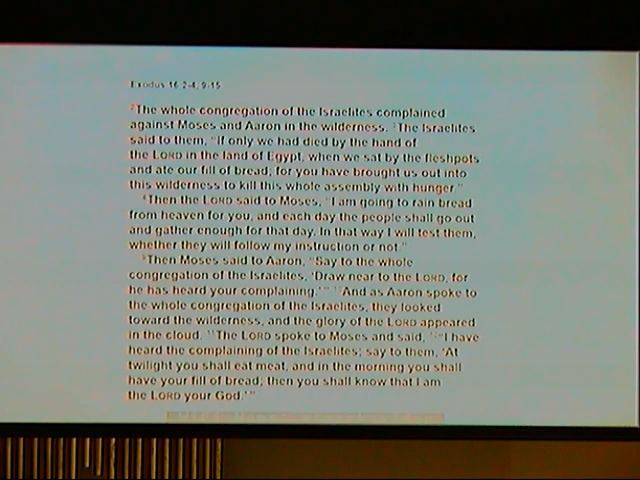 Exodus 16:2-4, 9-15
2The whole congregation of the Israelites complained
against Moses and Aaron in the wilderness. 3The Israelites
said to them, "If only we had died by the hand of
the LORD in the land of Egypt, when we sat by the fleshpots
and ate our fill of bread; for you have brought us out into
this wilderness to kill this whole assembly with hunger."
4Then the LORD said to Moses, "I am going to rain bread
from heaven for you, and each day the people shall go out
and gather enough for that day. In that way I will test them,
whether they will follow my instruction or not."
9Then Moses said to Aaron, "Say to the whole
congregation of the Israelites, 'Draw near to the LORD, for
he has heard your complaining.'" 10And as Aaron spoke to
the whole congregation of the Israelites, they looked
toward the wilderness, and the glory of the LORD appeared
in the cloud. 11The LORD spoke to Moses and said, 12"I have
heard the complaining of the Israelites; say to them, 'At
twilight you shall eat meat, and in the morning you shall
have your fill of bread; then you shall know that I am
the LORD your God.'"